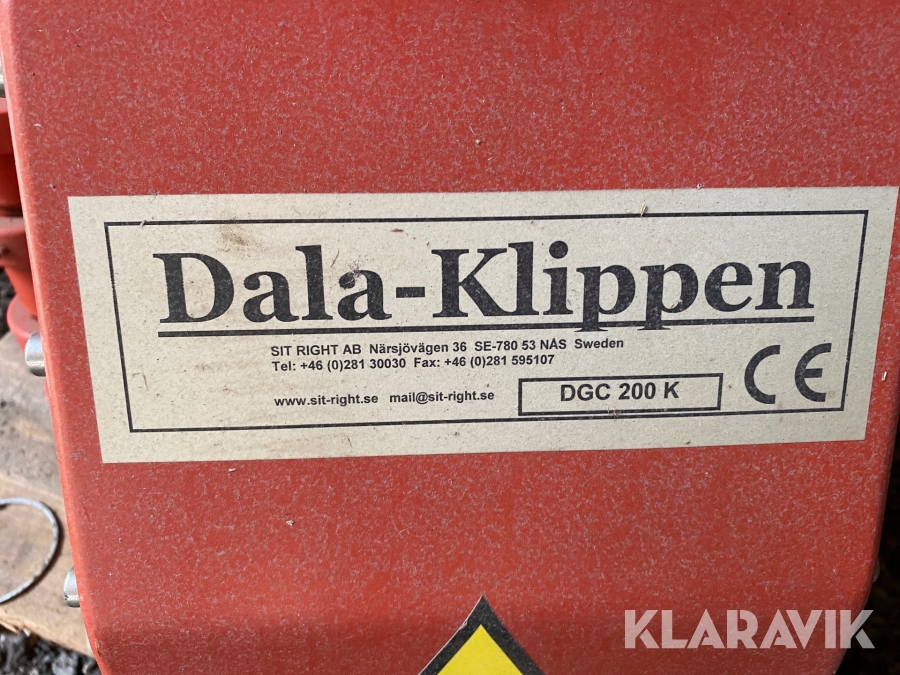 Dala-Klippen
SIT RIGHT AB Närsjövägen 36 SE-780 53 NÅS Sweden
Tel: +46 (0)281 30030 Fax: +46 (0)281 595107
www.sit-right.se mail@sit-right.se
DGC 200 K
CE
KLARAVIK